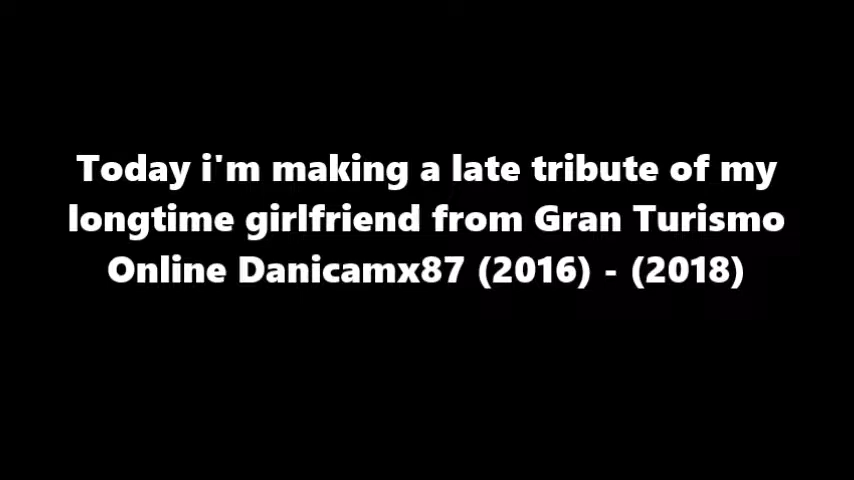 Today i'm making a late tribute of my
longtime girlfriend from Gran Turismo
Online Danicamx87 (2016) - (2018)